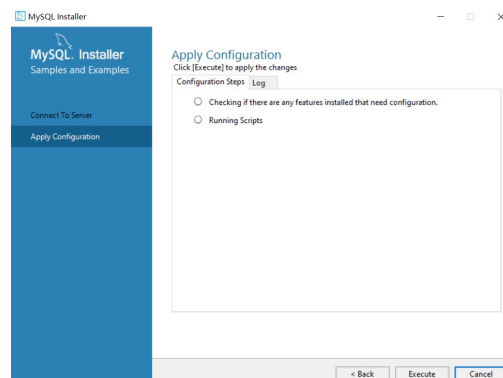 MySQL Installer
MySQL. Installer
Samples and Examples
Connect To Server
Apply Configuration
Apply Configuration
Click [Execute] to apply the changes
Configuration Steps Log
Checking if there are any features installed that need configuration.
Running Scripts
< Back Execute Cancel